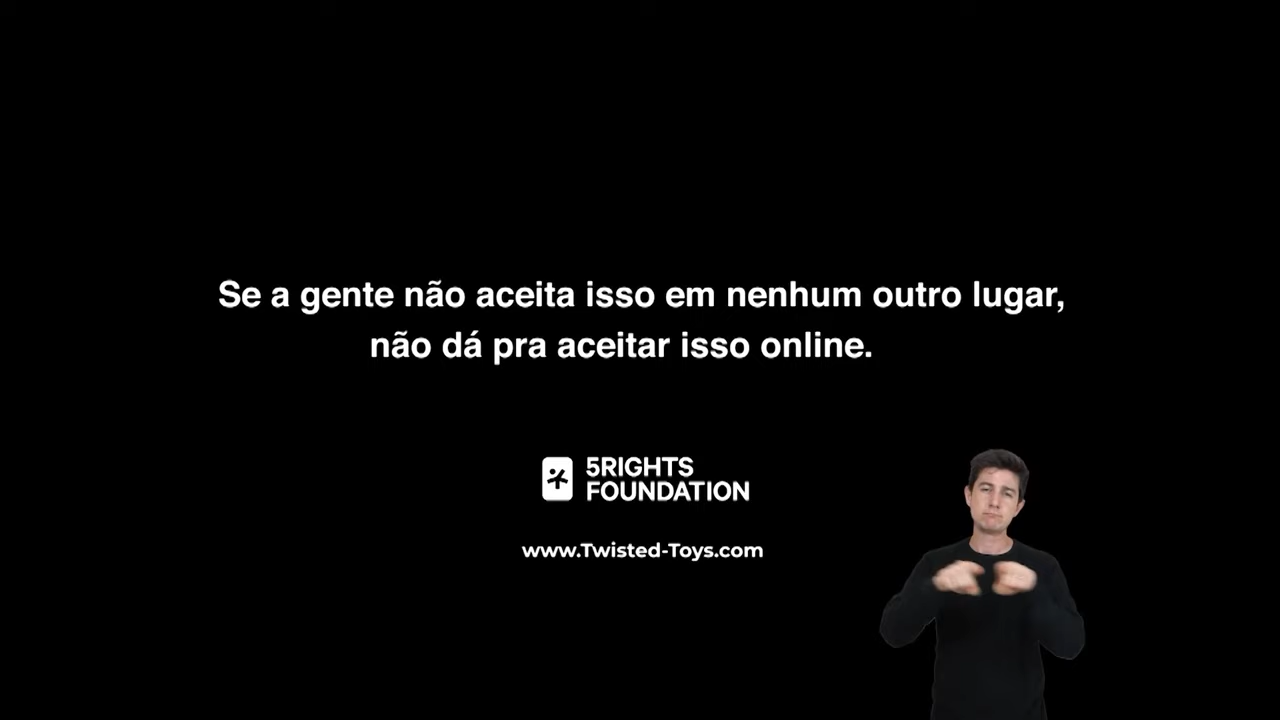 Se a gente não aceita isso em nenhum outro lugar,
não dá pra aceitar isso online.
5RIGHTS
FOUNDATION
www.Twisted-Toys.com